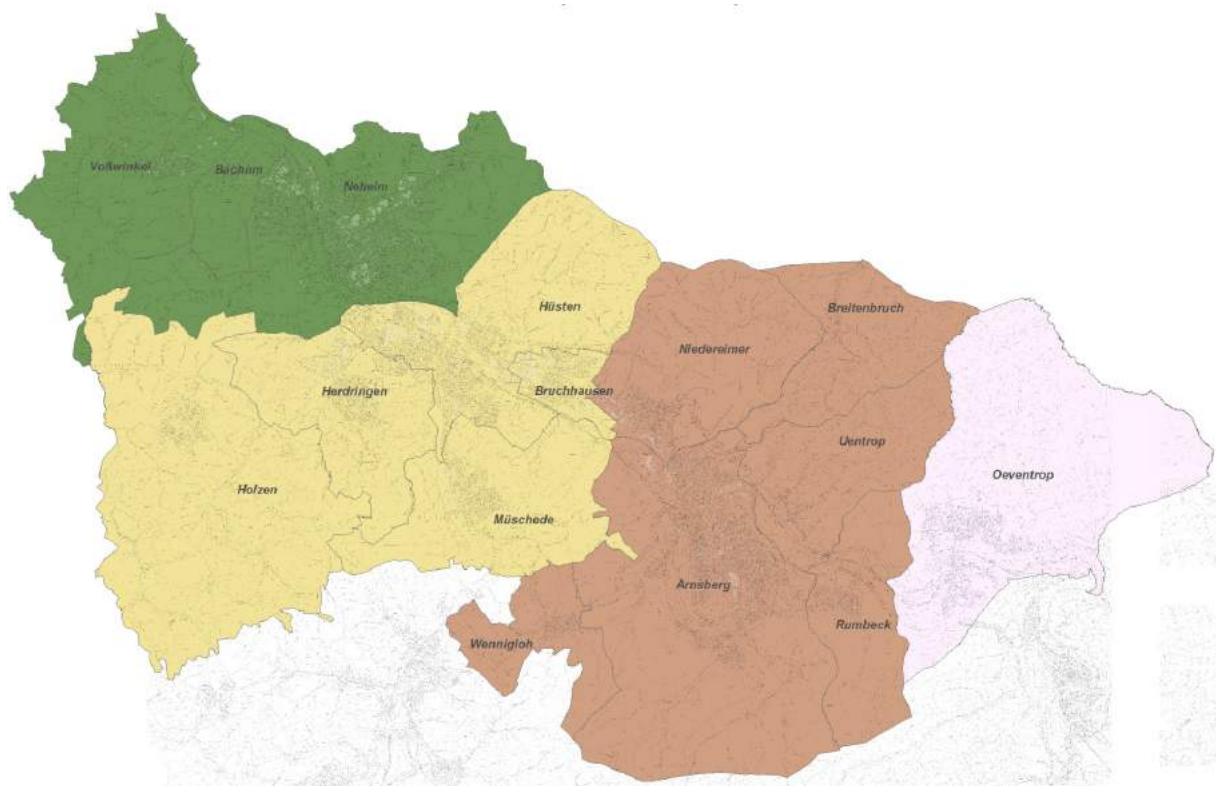 Voßwinkel
Bachum
Neheim
Hüsten
Breitenbruch
Niedereimer
Herdringen
Bruchhausen
Uentrop
Oeventrop
Holzen
Müschede
Arnsberg
Rumbeck
Wennigloh